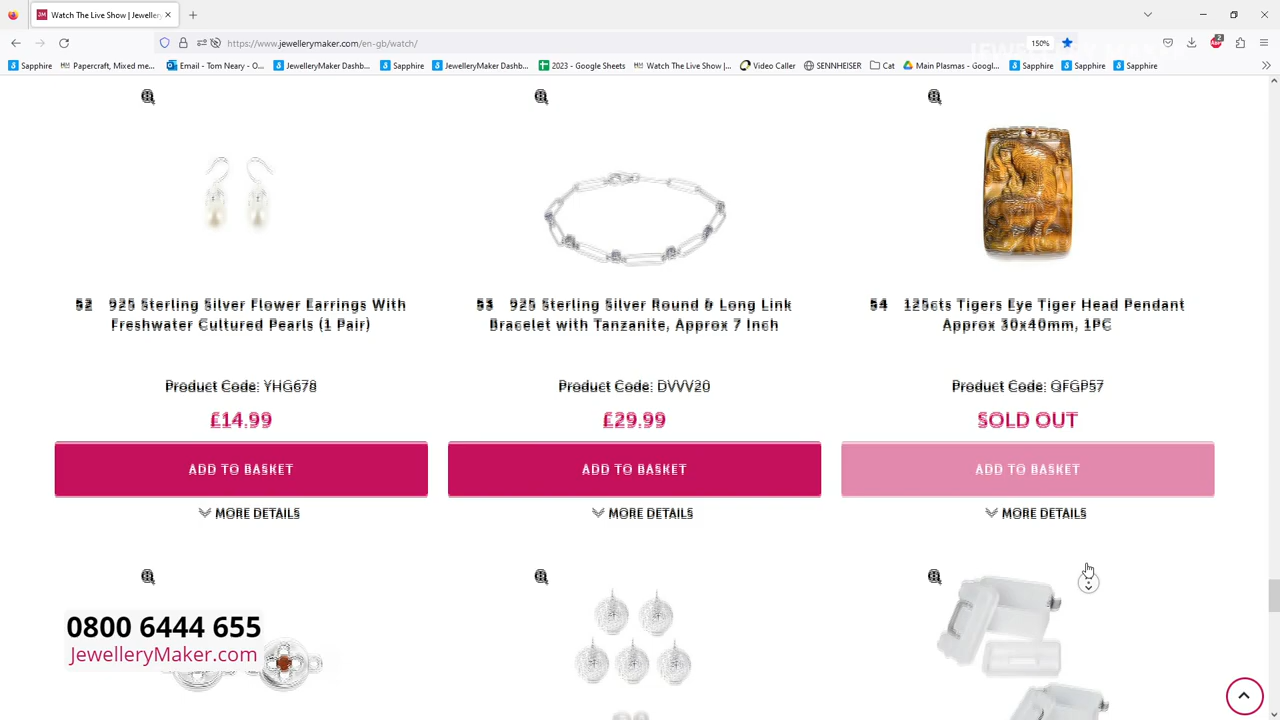 Watch The Live Show | Jeweller
https://www.jewellerymaker.com/en-gb/watch/
150%
2
Sapphire
Papercraft, Mixed me...
Email - Tom Neary - O...
JewelleryMaker Dashb...
Sapphire
JewelleryMaker Dashb...
2023 - Google Sheets
Watch The Live Show |...
Video Caller
SENNHEISER
Cat
Main Plasmas - Googl...
Sapphire
Sapphire
Sapphire
52 925 Sterling Silver Flower Earrings With
Freshwater Cultured Pearls (1 Pair)
Product Code: YHG678
£14.99
ADD TO BASKET
MORE DETAILS
53 925 Sterling Silver Round & Long Link
Bracelet with Tanzanite, Approx 7 Inch
Product Code: DVVV20
£29.99
ADD TO BASKET
MORE DETAILS
54 125cts Tigers Eye Tiger Head Pendant
Approx 30x40mm, 1PC
Product Code: QFGP57
SOLD OUT
ADD TO BASKET
MORE DETAILS
0800 6444 655
JewelleryMaker.com